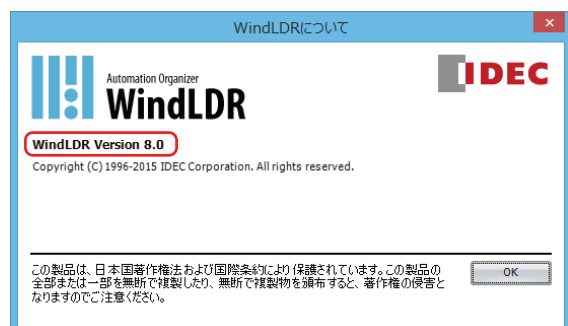 WindLDRについて
Automation Organizer
WindLDR
IDEC
WindLDR Version 8.0
Copyright (C) 1996-2015 IDEC Corporation. All rights reserved.
この製品は、日本国著作権法および国際条約により保護されています。この製品の
全部または一部を無断で複製したり、無断で複製物を頒布すると、著作権の侵害と
なりますのでご注意ください。
OK